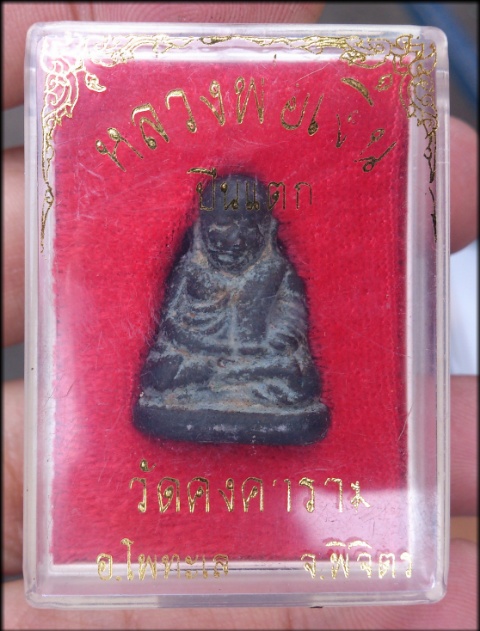 หลวงพ่อเงิน
ปืนแตก
วัดคงคาราม
อ.โพทะเล จ.พิจิตร